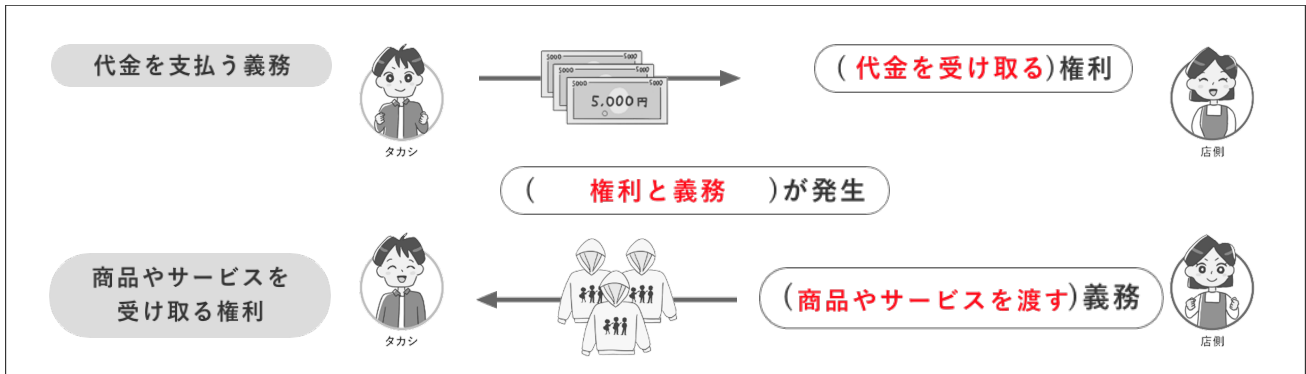 代金を支払う義務
タカシ
5000 5000
5000 5000
5000 5000
5,000円
(代金を受け取る)権利
店側
(権利と義務)が発生
商品やサービスを
受け取る権利
タカシ
(商品やサービスを渡す)義務
店側